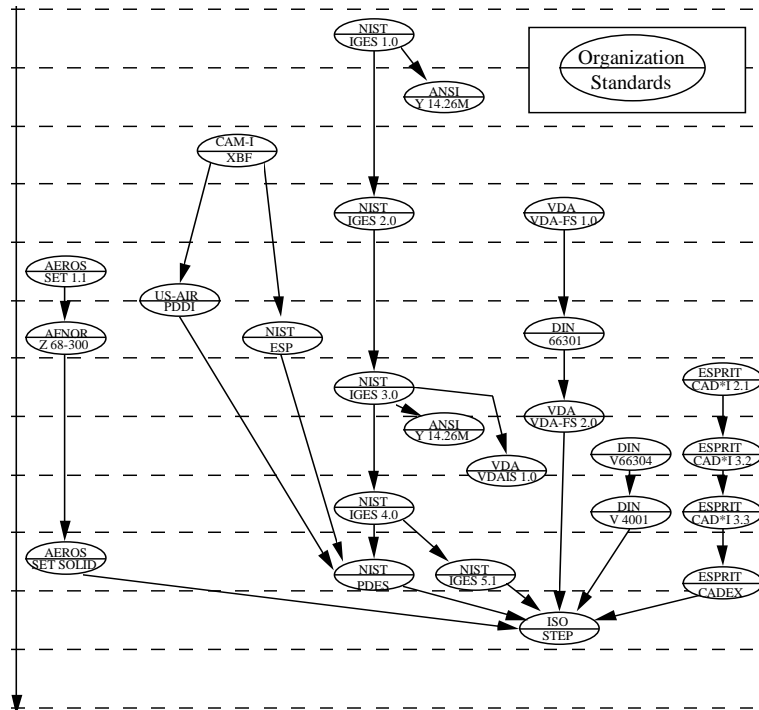 NIST
IGES 1.0
Organization
Standards
ANSI
Y 14.26M
CAM-I
XBF
NIST
IGES 2.0
VDA
VDA-FS 1.0
AEROS
SET 1.1
US-AIR
PDDI
AENOR
Z 68-300
NIST
ESP
DIN
66301
NIST
IGES 3.0
ESPRIT
CAD*I 2.1
ANSI
Y 14.26M
VDA
VDA-FS 2.0
VDA
VDAIS 1.0
DIN
V66304
ESPRIT
CAD*I 3.2
NIST
IGES 4.0
DIN
V 4001
ESPRIT
CAD*I 3.3
AEROS
SET SOLID
NIST
PDES
NIST
IGES 5.1
ESPRIT
CADEX
ISO
STEP